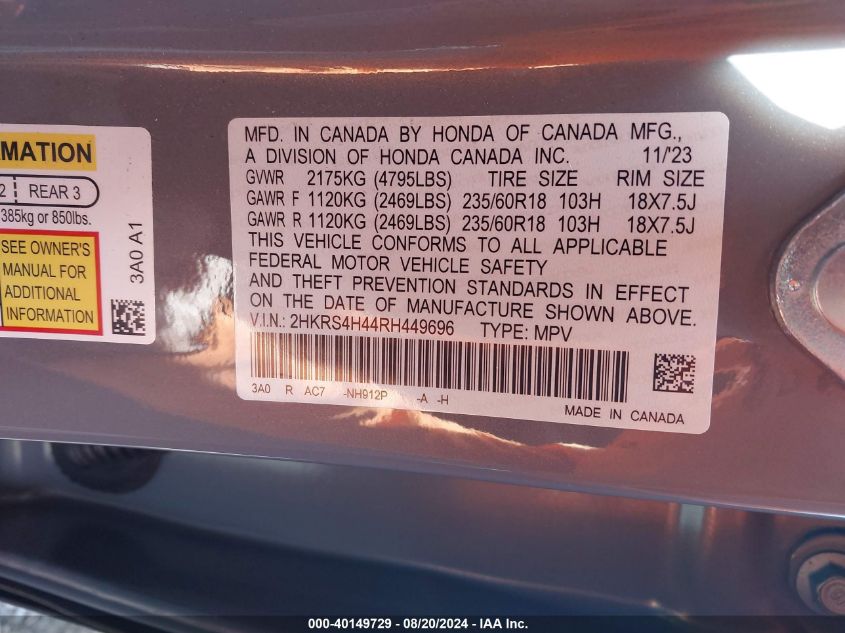 MATION
2 REAR 3
385kg or 850lbs.
SEE OWNER'S
MANUAL FOR
ADDITIONAL
INFORMATION
3A0 A1
MFD. IN CANADA BY HONDA OF CANADA MFG.,
A DIVISION OF HONDA CANADA INC. 11/'23
GVWR 2175KG (4795LBS) TIRE SIZE RIM SIZE
GAWR F 1120KG (2469LBS) 235/60R18 103H 18X7.5J
GAWR R 1120KG (2469LBS) 235/60R18 103H 18X7.5J
THIS VEHICLE CONFORMS TO ALL APPLICABLE
FEDERAL MOTOR VEHICLE SAFETY
AND THEFT PREVENTION STANDARDS IN EFFECT
ON THE DATE OF MANUFACTURE SHOWN ABOVE.
V.I.N.: 2HKRS4H44RH449696 TYPE: MPV
3A0 R AC7 -NH912P -A -H
MADE IN CANADA
000-40149729 - 08/20/2024 - IAA Inc.